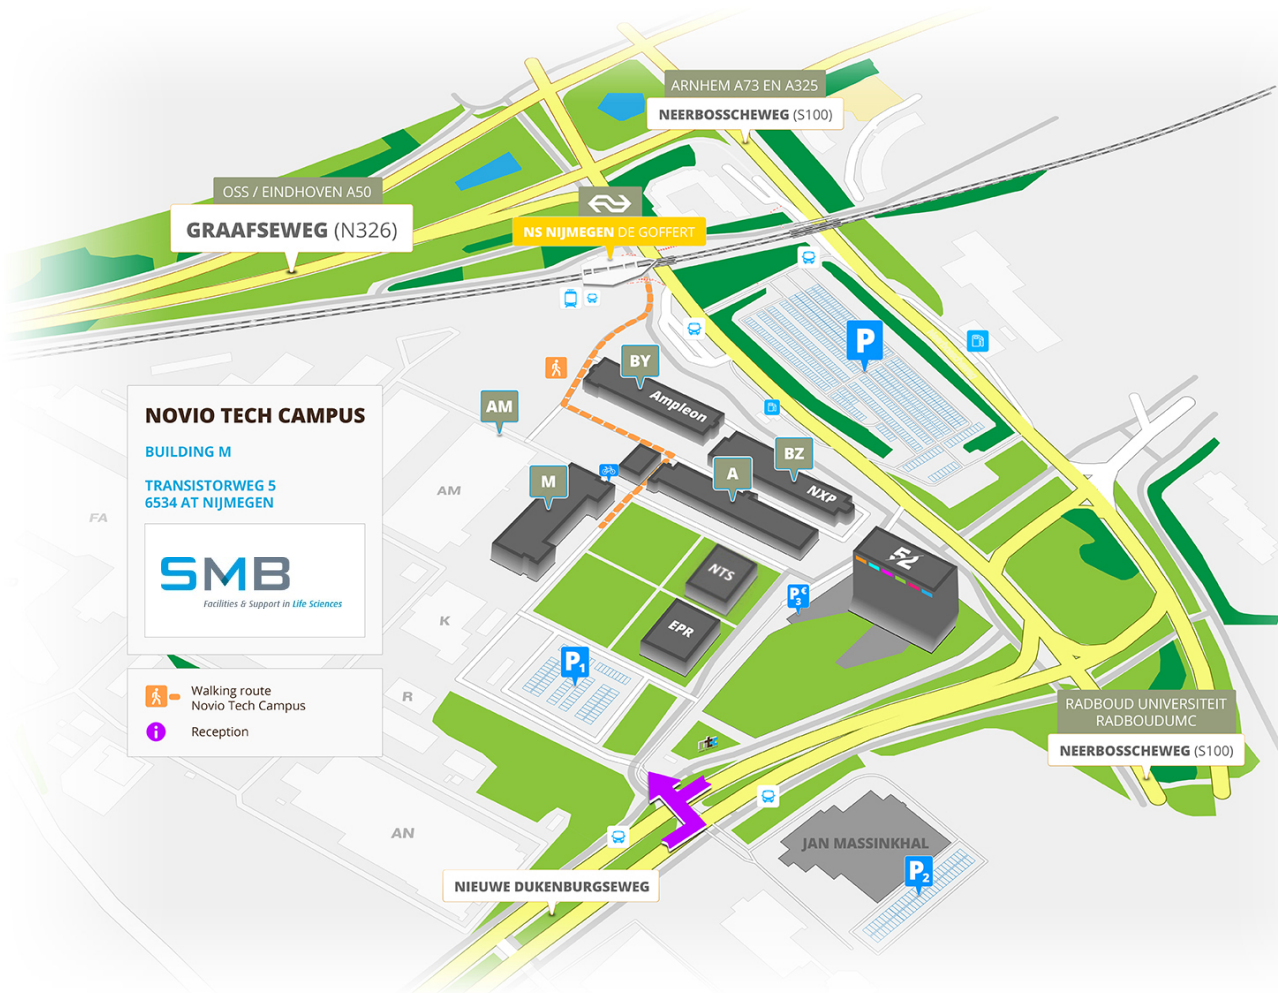 ARNHEM A73 EN A325
NEERBOSSCHEWEG (S100)
OSS / EINDHOVEN A50
GRAAFSEWEG (N326)
NS NIJMEGEN DE GOFFERT
P
BY
Ampleon
AM
BZ
NXP
A
M
NOVIO TECH CAMPUS
BUILDING M
TRANSISTORWEG 5
6534 AT NIJMEGEN
SMB
Facilities & Support in Life Sciences
AM
FA
52
NTS
P3€
EPR
K
P1
R
Walking route
Novio Tech Campus
i
Reception
RADBOUD UNIVERSITEIT
RADBOUDUMC
NEERBOSSCHEWEG (S100)
ntc
AN
JAN MASSINKHAL
P2
NIEUWE DUKENBURGSEWEG